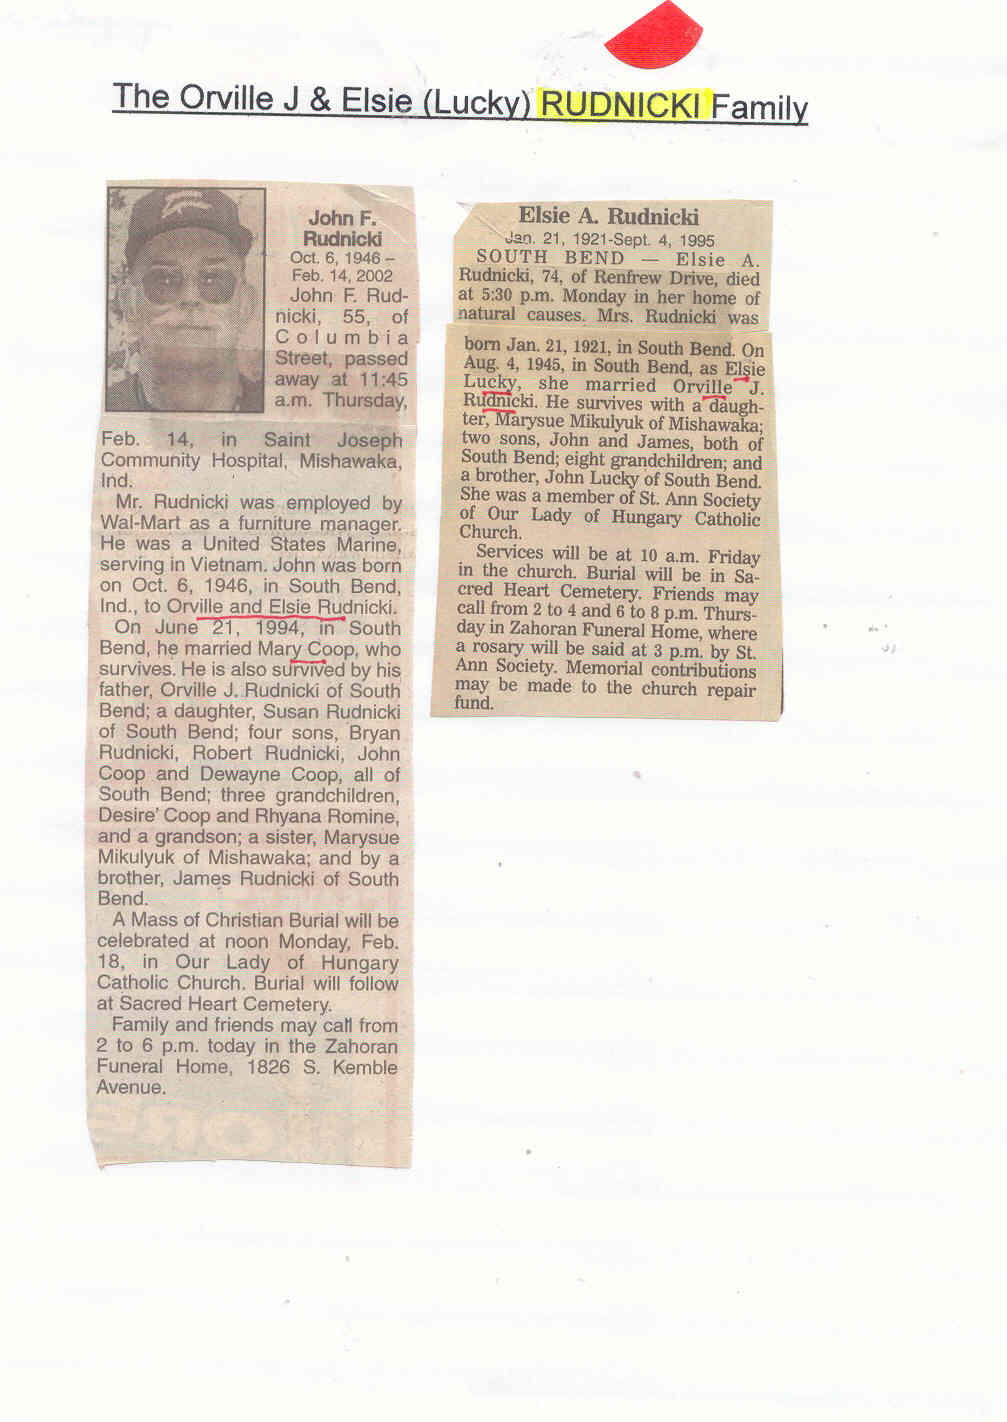 The Orville J & Elsie (Lucky) RUDNICKI Family
John F.
Rudnicki
Oct. 6, 1946 –
Feb. 14, 2002
John F. Rud-
nicki, 55, of
Columbia
Street, passed
away at 11:45
a.m. Thursday,
Feb. 14, in Saint Joseph
Community Hospital, Mishawaka,
Ind.
Mr. Rudnicki was employed by
Wal-Mart as a furniture manager.
He was a United States Marine,
serving in Vietnam. John was born
on Oct. 6, 1946, in South Bend,
Ind., to Orville and Elsie Rudnicki.
On June 21, 1994, in South
Bend, he married Mary Coop, who
survives. He is also survived by his
father, Orville J. Rudnicki of South
Bend; a daughter, Susan Rudnicki
of South Bend; four sons, Bryan
Rudnicki, Robert Rudnicki, John
Coop and Dewayne Coop, all of
South Bend; three grandchildren,
Desire' Coop and Rhyana Romine,
and a grandson; a sister, Marysue
Mikulyuk of Mishawaka; and by a
brother, James Rudnicki of South
Bend.
A Mass of Christian Burial will be
celebrated at noon Monday, Feb.
18, in Our Lady of Hungary
Catholic Church. Burial will follow
at Sacred Heart Cemetery.
Family and friends may call from
2 to 6 p.m. today in the Zahoran
Funeral Home, 1826 S. Kemble
Avenue.
Elsie A. Rudnicki
Jan. 21, 1921-Sept. 4, 1995
SOUTH BEND — Elsie A.
Rudnicki, 74, of Renfrew Drive, died
at 5:30 p.m. Monday in her home of
natural causes. Mrs. Rudnicki was
born Jan. 21, 1921, in South Bend. On
Aug. 4, 1945, in South Bend, as Elsie
Lucky, she married Orville J.
Rudnicki. He survives with a daugh-
ter, Marysue Mikulyuk of Mishawaka;
two sons, John and James, both of
South Bend; eight grandchildren; and
a brother, John Lucky of South Bend.
She was a member of St. Ann Society
of Our Lady of Hungary Catholic
Church.
Services will be at 10 a.m. Friday
in the church. Burial will be in Sa-
cred Heart Cemetery. Friends may
call from 2 to 4 and 6 to 8 p.m. Thurs-
day in Zahoran Funeral Home, where
a rosary will be said at 3 p.m. by St.
Ann Society. Memorial contributions
may be made to the church repair
fund.